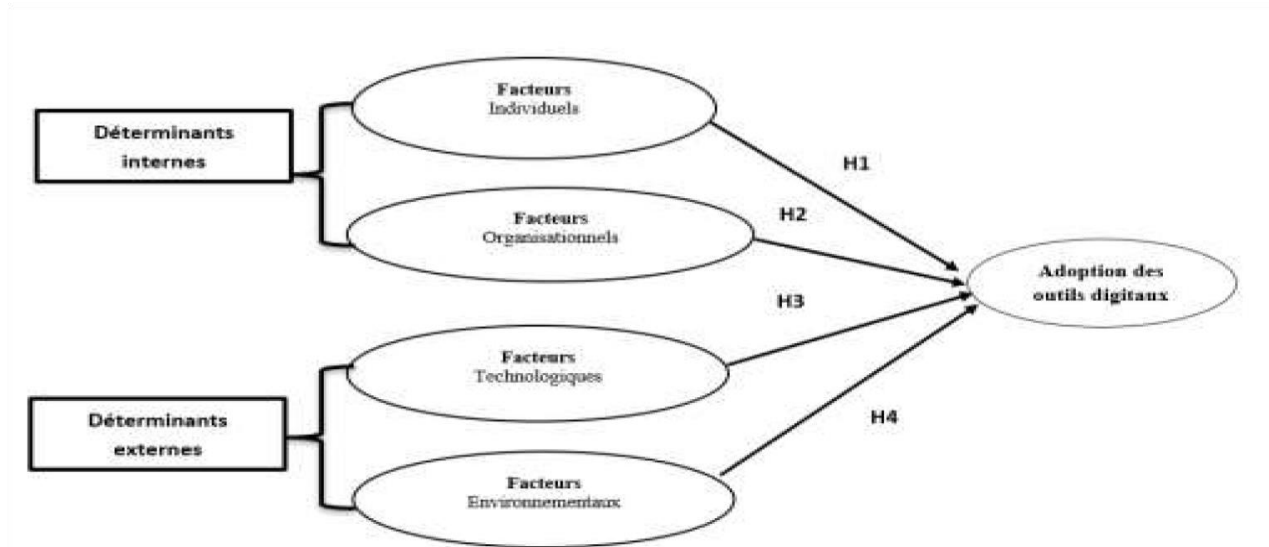 Facteurs
Individuels
Déterminants
internes
H1
Facteurs
Organisationnels
H2
Adoption des
outils digitaux
H3
Facteurs
Technologiques
Déterminants
externes
H4
Facteurs
Environnementaux